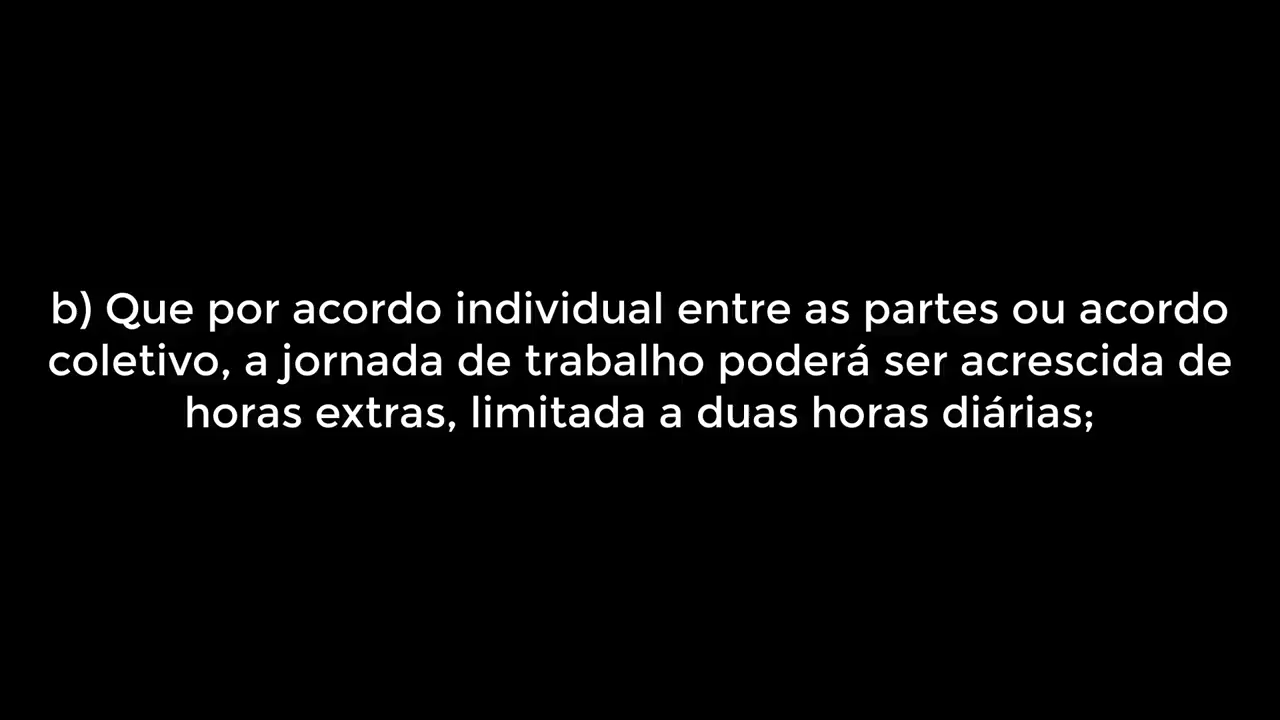 b) Que por acordo individual entre as partes ou acordo
coletivo, a jornada de trabalho poderá ser acrescida de
horas extras, limitada a duas horas diárias;